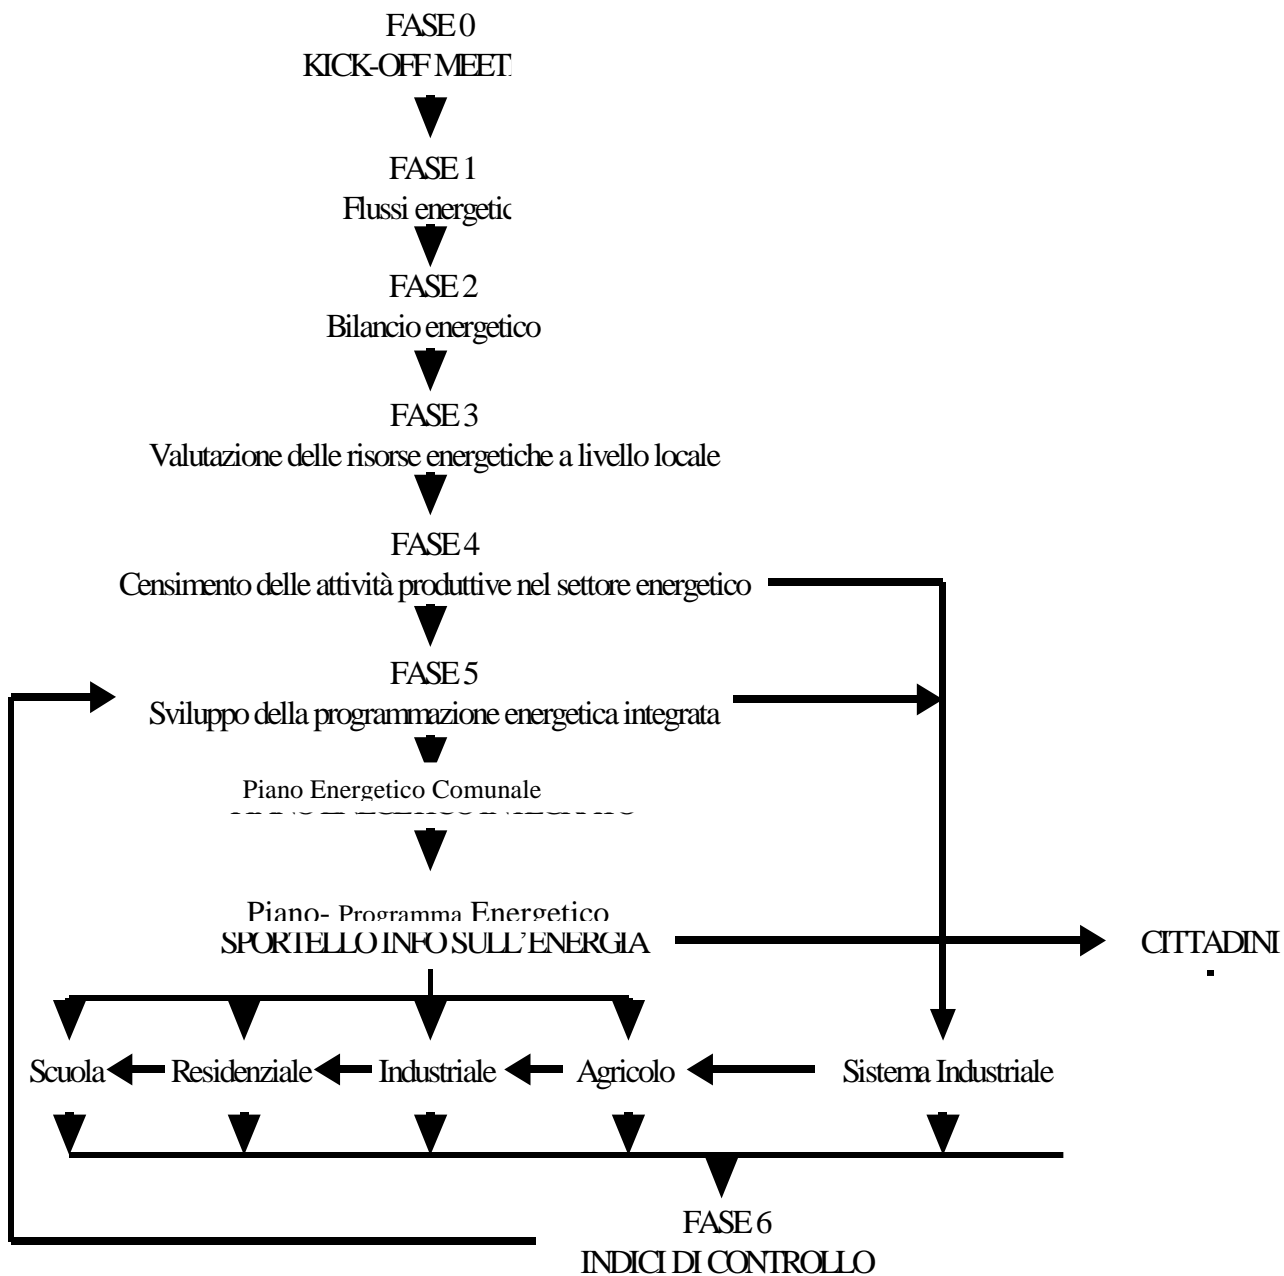 FASE 0
KICK-OFF MEET
FASE 1
Flussi energetic
FASE 2
Bilancio energetico
FASE 3
Valutazione delle risorse energetiche a livello locale
FASE 4
Censimento delle attività produttive nel settore energetico
FASE 5
Sviluppo della programmazione energetica integrata
Piano Energetico Comunale
Piano- Programma Energetico
SPORTELLO INFO SULL'ENERGIA
CITTADINI
Scuola Residenziale Industriale Agricolo Sistema Industriale
FASE 6
INDICI DI CONTROLLO